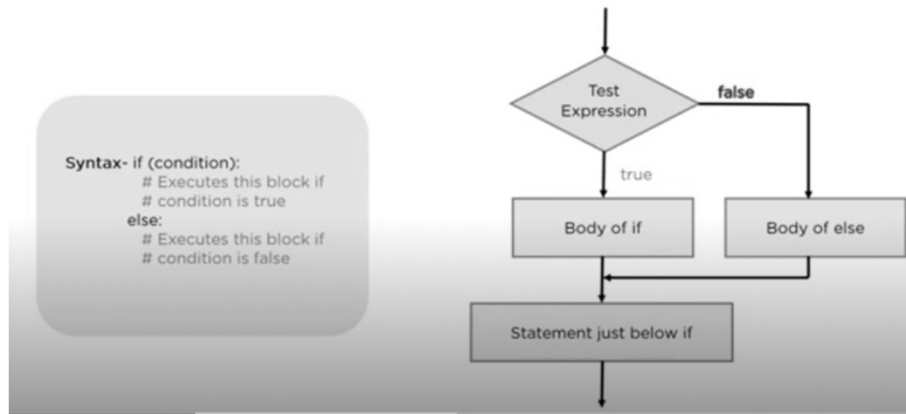 Syntax- if (condition):
# Executes this block if
# condition is true
else:
# Executes this block if
# condition is false
Test
Expression
false
true
Body of if
Body of else
Statement just below if